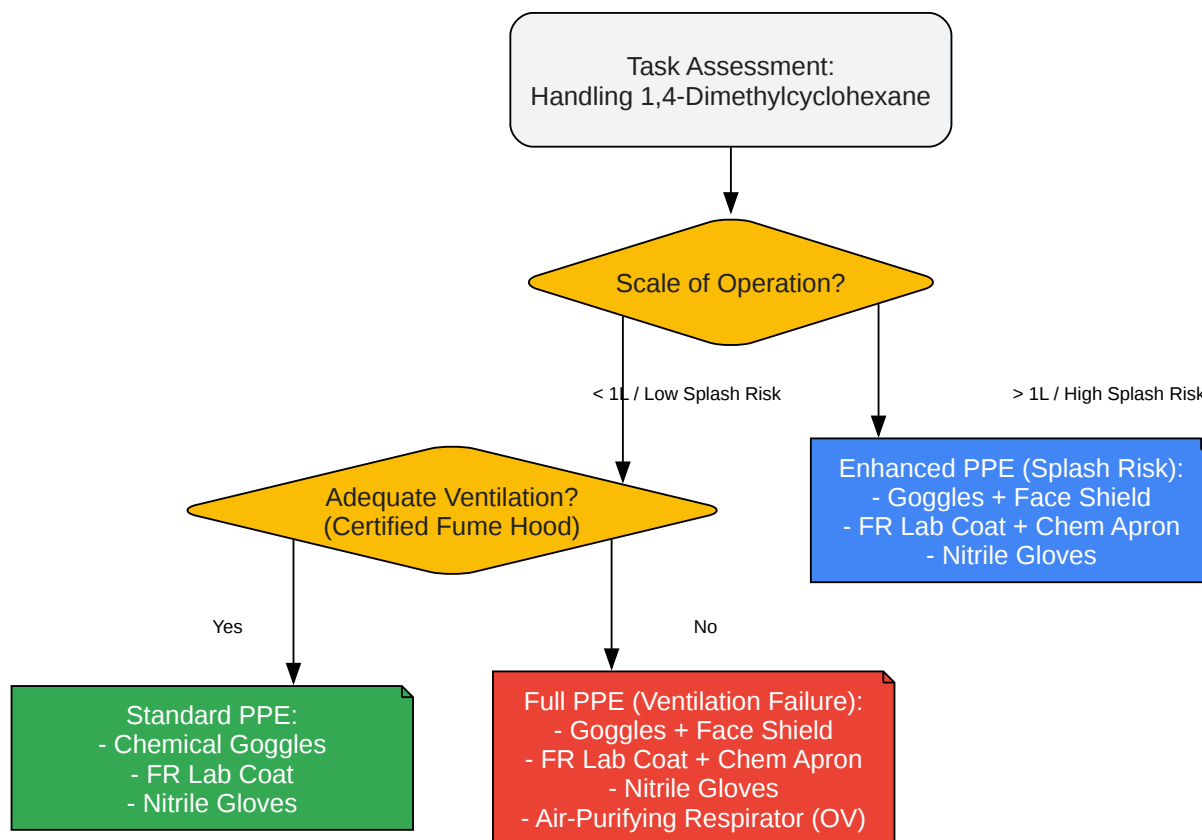 Task Assessment:
Handling 1,4-Dimethylcyclohexane
Scale of Operation?
< 1L / Low Splash Risk
> 1L / High Splash Risk
Adequate Ventilation?
(Certified Fume Hood)
Enhanced PPE (Splash Risk):
- Goggles + Face Shield
- FR Lab Coat + Chem Apron
- Nitrile Gloves
Yes
No
Standard PPE:
- Chemical Goggles
- FR Lab Coat
- Nitrile Gloves
Full PPE (Ventilation Failure):
- Goggles + Face Shield
- FR Lab Coat + Chem Apron
- Nitrile Gloves
- Air-Purifying Respirator (OV)